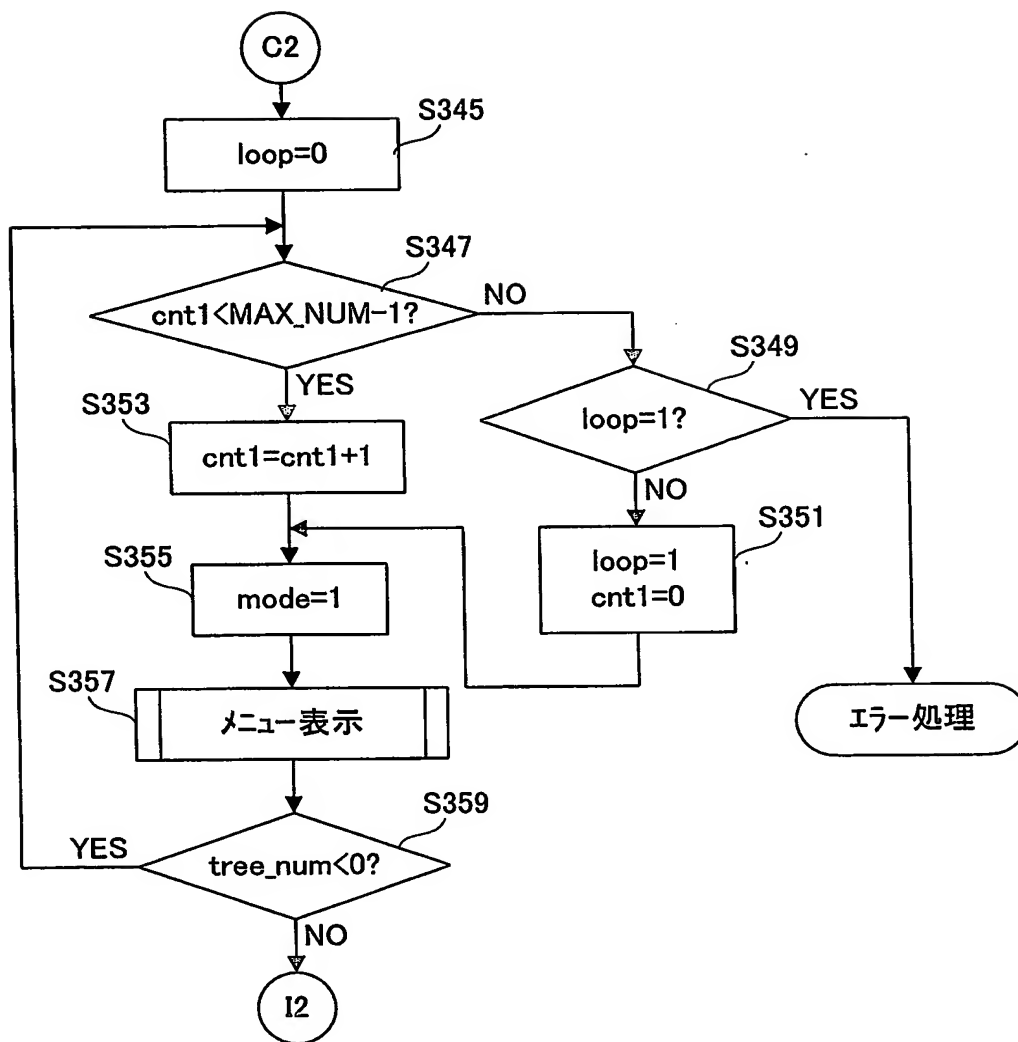 C2
S345
loop=0
S347
cnt1<MAX_NUM-1?
NO
YES
S349
loop=1?
YES
NO
S353
cnt1=cnt1+1
S351
loop=1
cnt1=0
S355
mode=1
S357
メニュー表示
エラー処理
S359
YES
tree_num<0?
NO
I2